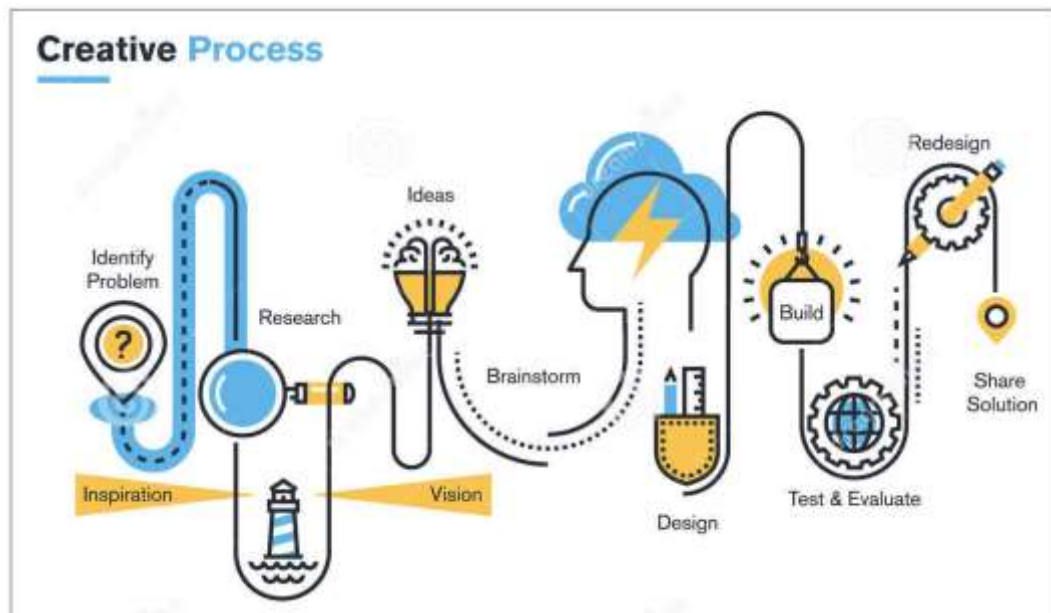 Creative Process
Identify
Problem
Research
Inspiration
Vision
Ideas
Brainstorm
Design
Build
Test & Evaluate
Redesign
Share
Solution
?